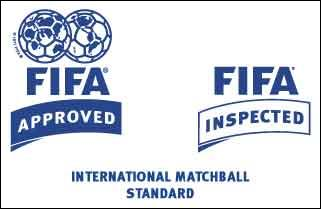 FIFA®
APPROVED
FIFA®
INSPECTED
INTERNATIONAL MATCHBALL
STANDARD